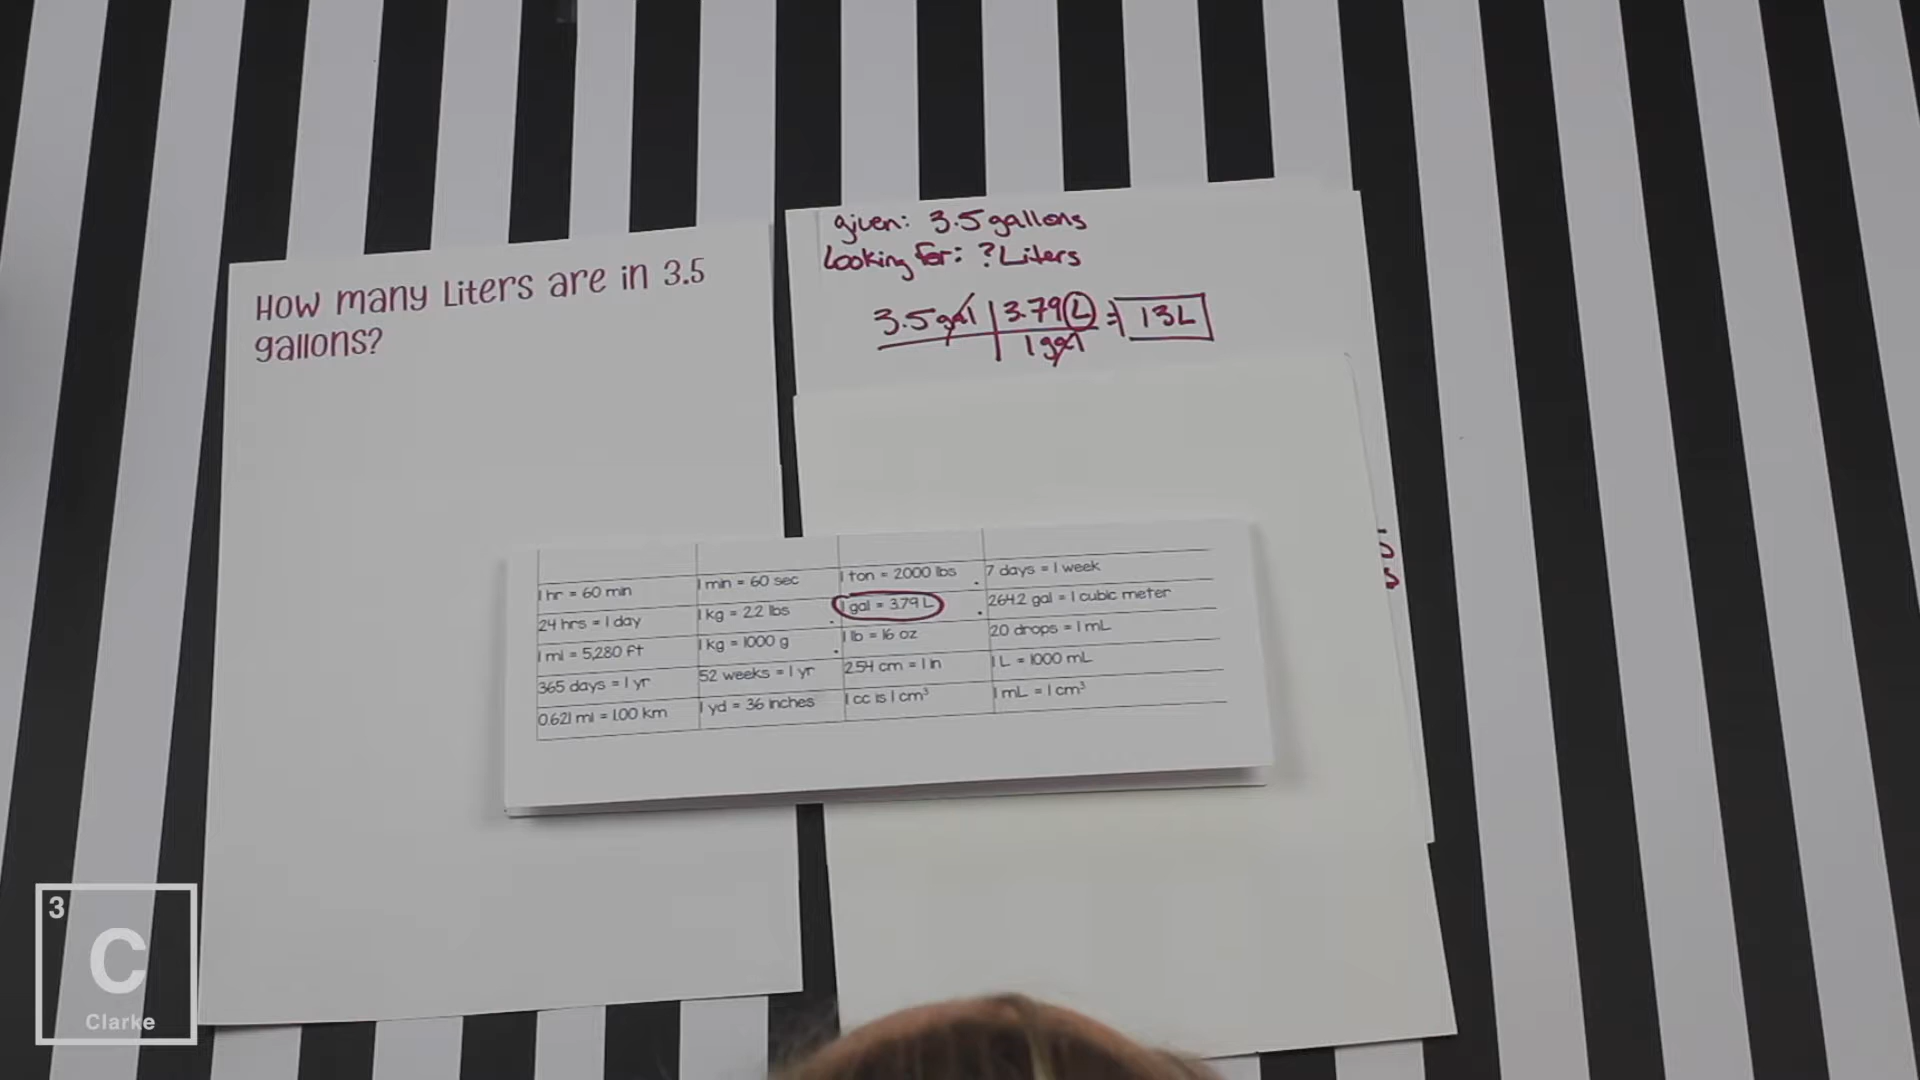 How many Liters are in 3.5
gallons?
given: 3.5 gallons
Looking for: ? Liters
3.5 gal | 3.79 L = 13L
1 gal
1 hr = 60 min
1 min = 60 sec
1 ton = 2000 lbs
7 days = 1 week
24 hrs = 1 day
1 kg = 2.2 lbs
1 gal = 3.79 L
264.2 gal = 1 cubic meter
1 mi = 5,280 ft
1 kg = 1000 g
1 lb = 16 oz
20 drops = 1 mL
365 days = 1 yr
52 weeks = 1 yr
2.54 cm = 1 in
1 L = 1000 mL
0.621 mi = 1.00 km
1 yd = 36 inches
1 cc is 1 cm³
1 mL = 1 cm³
3
C
Clarke